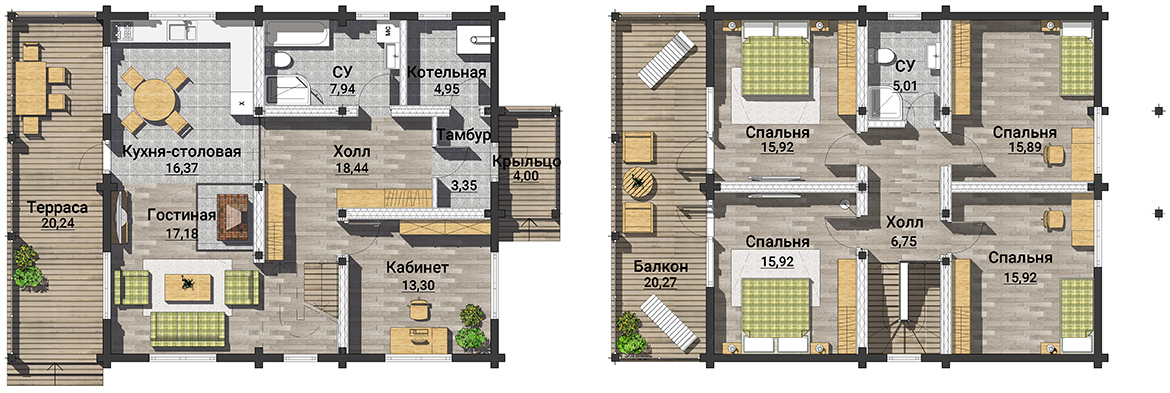 СУ
7,94
МС
Котельная
4,95
Тамбур
3,35
Крыльцо
4,00
Кухня-столовая
16,37
X
Холл
18,44
Терраса
20,24
Гостиная
17,18
Кабинет
13,30
СУ
5,01
Спальня
15,92
Спальня
15,89
Холл
6,75
Балкон
20,27
Спальня
15,92
Спальня
15,92